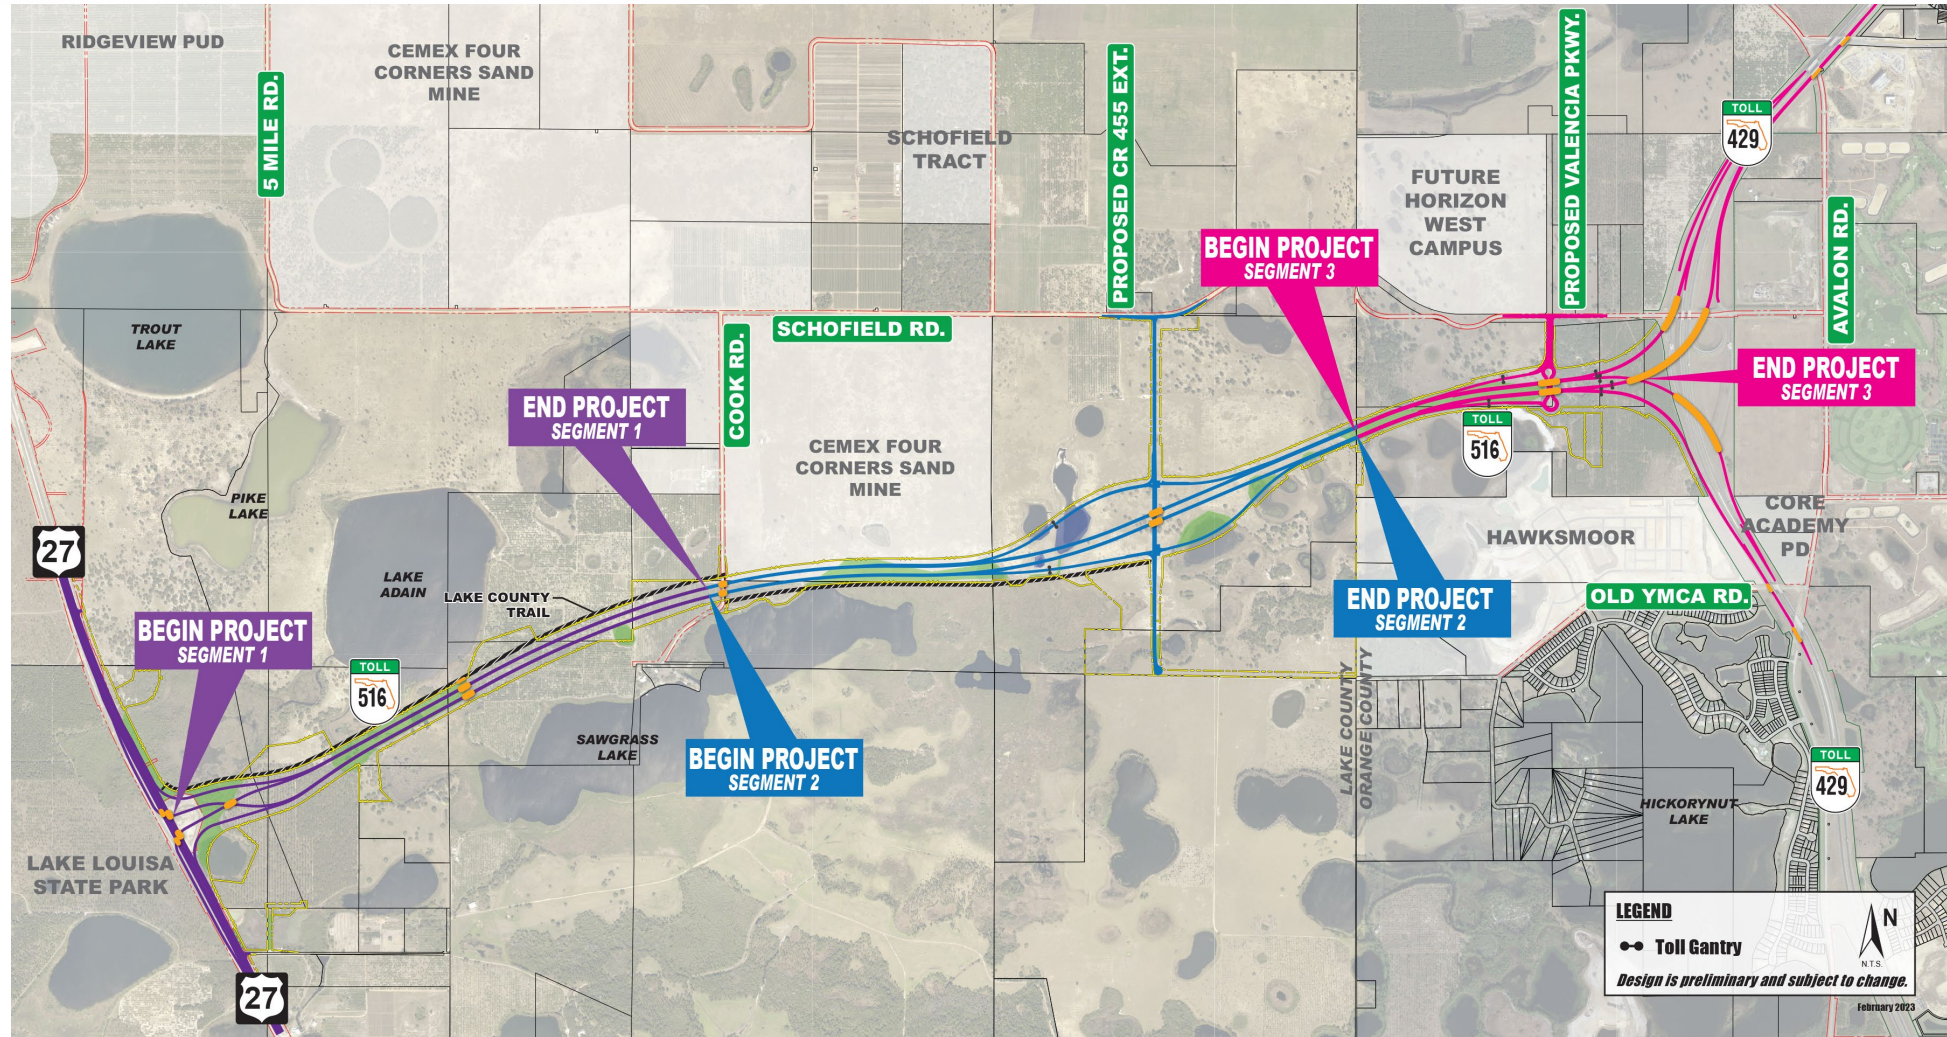 RIDGEVIEW PUD
5 MILE RD.
CEMEX FOUR
CORNERS SAND
MINE
SCHOFIELD
TRACT
PROPOSED CR 455 EXT.
PROPOSED VALENCIA PKWY.
TOLL
429
FUTURE
HORIZON
WEST
CAMPUS
AVALON RD.
BEGIN PROJECT
SEGMENT 3
TROUT
LAKE
SCHOFIELD RD.
COOK RD.
END PROJECT
SEGMENT 3
END PROJECT
SEGMENT 1
TOLL
516
CEMEX FOUR
CORNERS SAND
MINE
PIKE
LAKE
CORE
ACADEMY
PD
HAWKSMOOR
27
LAKE
ADAIN
LAKE COUNTY
TRAIL
OLD YMCA RD.
END PROJECT
SEGMENT 2
BEGIN PROJECT
SEGMENT 1
TOLL
516
LAKE COUNTY
ORANGE COUNTY
SAWGRASS
LAKE
BEGIN PROJECT
SEGMENT 2
TOLL
429
HICKORYNUT
LAKE
LAKE LOUISA
STATE PARK
27
LEGEND
Toll Gantry
N
N.T.S.
Design is preliminary and subject to change.
February 2023